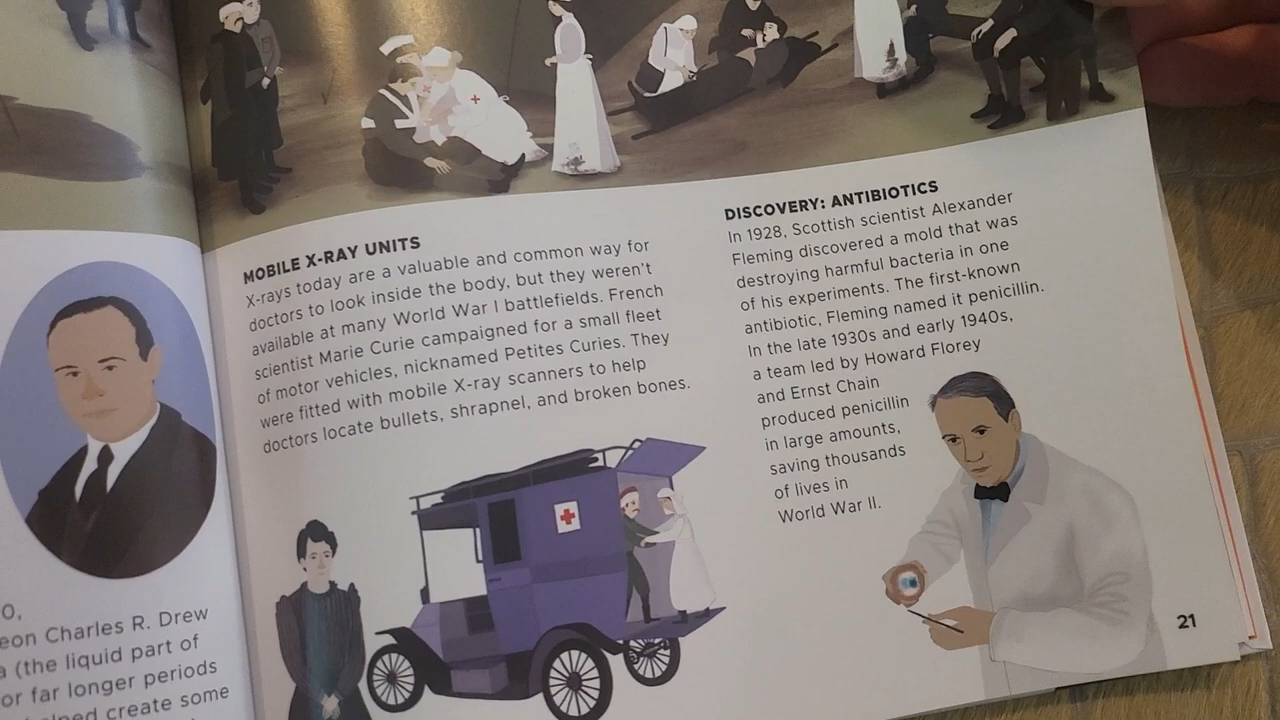 O,
eon Charles R. Drew
a (the liquid part of
or far longer periods
elped create some
MOBILE X-RAY UNITS
X-rays today are a valuable and common way for
doctors to look inside the body, but they weren't
available at many World War I battlefields. French
scientist Marie Curie campaigned for a small fleet
of motor vehicles, nicknamed Petites Curies. They
were fitted with mobile X-ray scanners to help
doctors locate bullets, shrapnel, and broken bones.
DISCOVERY: ANTIBIOTICS
In 1928, Scottish scientist Alexander
Fleming discovered a mold that was
destroying harmful bacteria in one
of his experiments. The first-known
antibiotic, Fleming named it penicillin.
In the late 1930s and early 1940s,
a team led by Howard Florey
and Ernst Chain
produced penicillin
in large amounts,
saving thousands
of lives in
World War II.
21